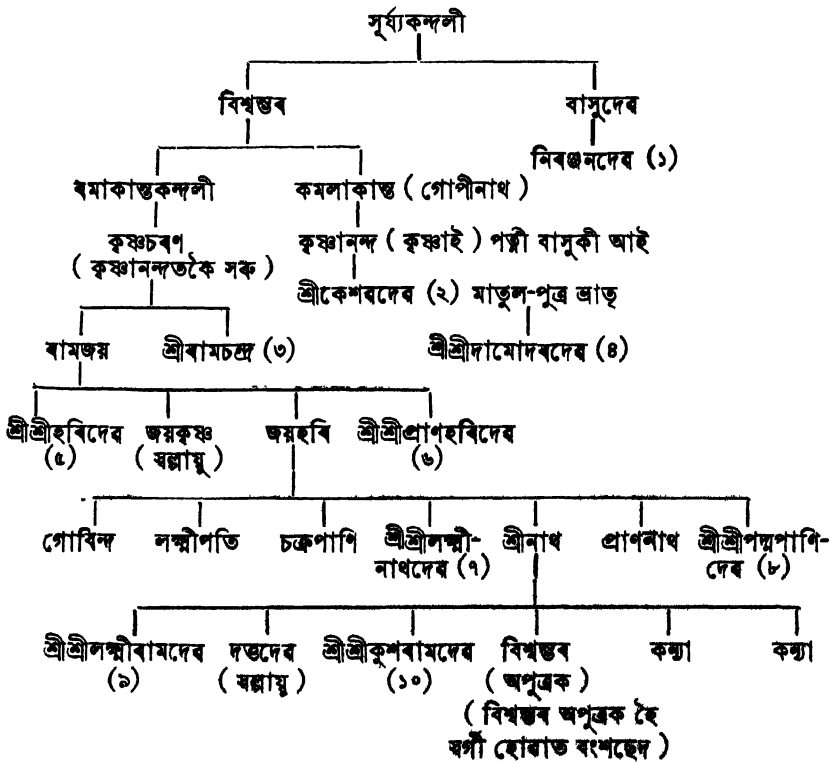 সূৰ্য্যকন্দলী
বিশ্বম্ভৰ বাসুদেৱ
নিৰঞ্জনদেৱ (১)
ৰমাকান্তকন্দলী কমলাকান্ত ( গোপীনাথ )
কৃষ্ণচৰণ কৃষ্ণানন্দ ( কৃষ্ণাই ) পত্নী বাসুকী আই
( কৃষ্ণানন্দতকৈ সৰু )
শ্ৰীকেশৱদেৱ (২) মাতুল-পুত্ৰ ভ্ৰাতৃ
ৰামজয় শ্ৰীৰামচন্দ্ৰ (৩) শ্ৰীশ্ৰীদামোদৰদেৱ (৪)
শ্ৰীশ্ৰীহৰিদেৱ জয়কৃষ্ণ জয়হৰি শ্ৰীশ্ৰীপ্ৰাণহৰিদেৱ
(৫) ( স্বল্লায়ু ) (৬)
গোবিন্দ লক্ষ্মীপতি চক্ৰপাণি শ্ৰীশ্ৰীলক্ষ্মী- শ্ৰীনাথ প্ৰাণনাথ শ্ৰীশ্ৰীপদ্মপাণি-
নাথদেৱ (৭) দেৱ (৮)
শ্ৰীশ্ৰীলক্ষ্মীৰামদেৱ দত্তদেৱ শ্ৰীশ্ৰীকুশৰামদেৱ বিশ্বম্ভৰ কন্যা কন্যা
(৯) ( স্বল্লায়ু ) (১০) ( অপুত্ৰক )
( বিশ্বম্ভৰ অপুত্ৰক হৈ
স্বৰ্গী হোৱাত বংশছেদ )